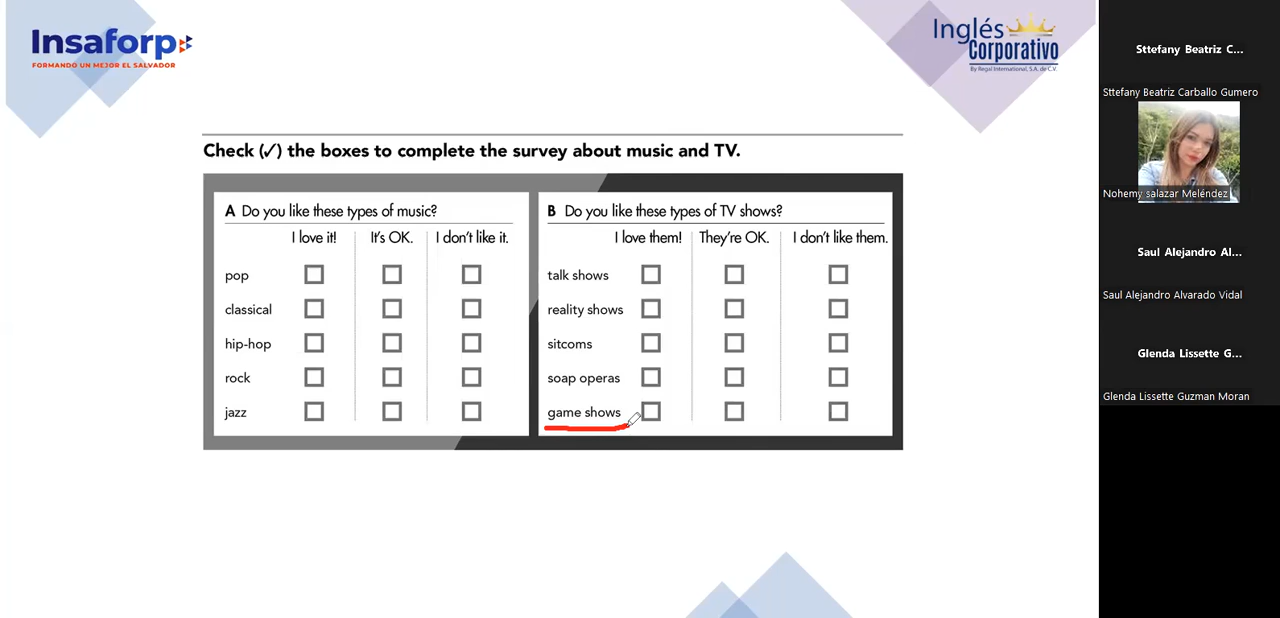 Insaforp
FORMANDO UN MEJOR EL SALVADOR
Inglés
Corporativo
By Regal International, S.A. de C.V.
Check (✓) the boxes to complete the survey about music and TV.
A Do you like these types of music?
I love it! It's OK. I don't like it.
pop
classical
hip-hop
rock
jazz
B Do you like these types of TV shows?
I love them! They're OK. I don't like them.
talk shows
reality shows
sitcoms
soap operas
game shows
Sttefany Beatriz C...
Sttefany Beatriz Carballo Gumero
Nohemy salazar Meléndez
Saul Alejandro Al...
Saul Alejandro Alvarado Vidal
Glenda Lissette G...
Glenda Lissette Guzman Moran